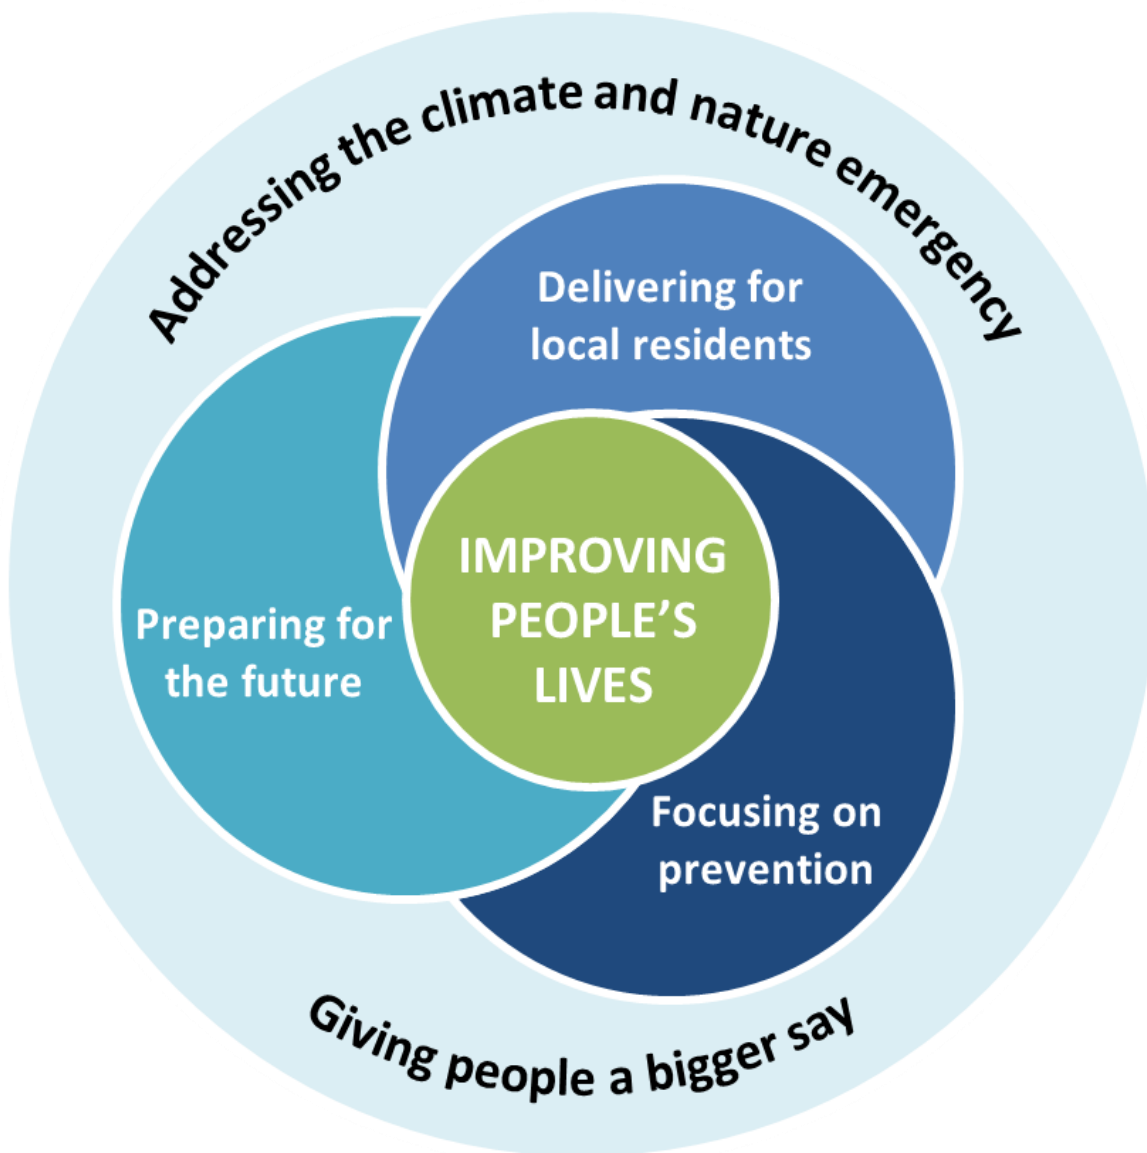 Addressing the climate and nature emergency
Delivering for
local residents
IMPROVING
PEOPLE’S
LIVES
Preparing for
the future
Focusing on
prevention
Giving people a bigger say